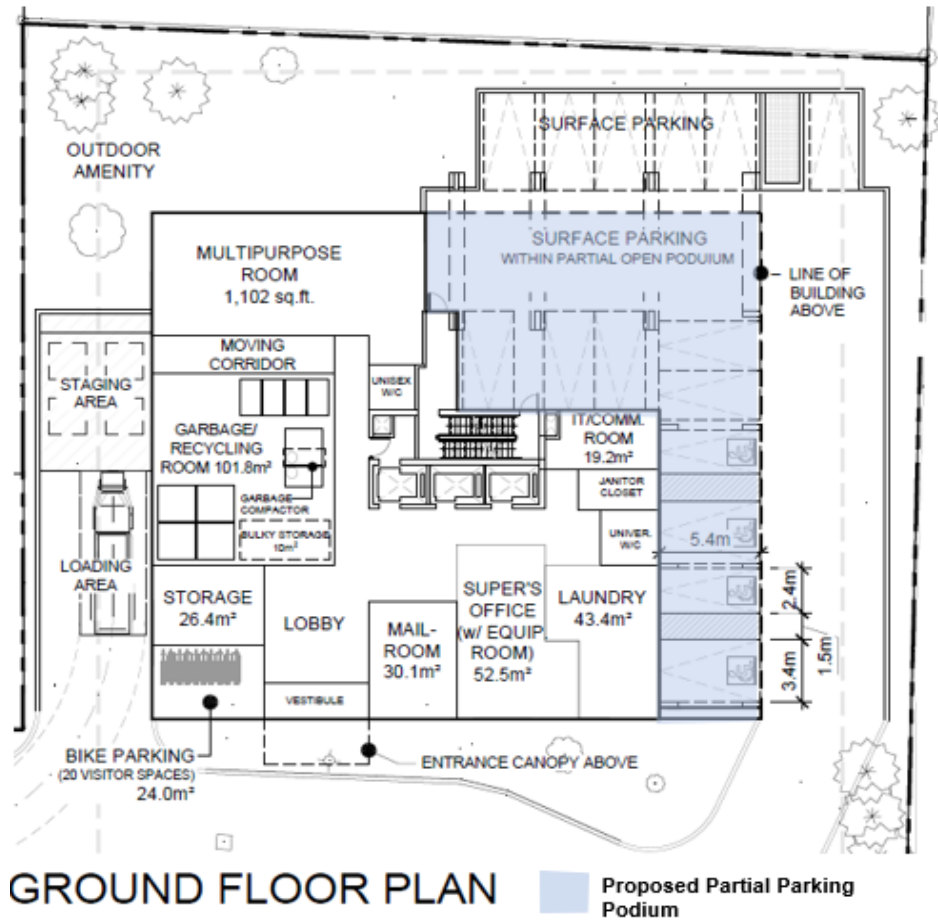 SURFACE PARKING
OUTDOOR
AMENITY
MULTIPURPOSE
ROOM
1,102 sq.ft.
SURFACE PARKING
WITHIN PARTIAL OPEN PODUIUM
LINE OF
BUILDING
ABOVE
MOVING
CORRIDOR
STAGING
AREA
UNISEX
W/C
GARBAGE/
RECYCLING
ROOM 101.8m²
IT/COMM.
ROOM
19.2m²
JANITOR
CLOSET
GARBAGE
COMPACTOR
BULKY STORAGE
10m²
UNIVER.
W/C
5.4m
LOADING
AREA
STORAGE
26.4m²
LOBBY
MAIL-
ROOM
30.1m²
SUPER'S
OFFICE
(w/ EQUIP
ROOM)
52.5m²
LAUNDRY
43.4m²
2.4m
1.5m
3.4m
VESTIBULE
BIKE PARKING
(20 VISITOR SPACES)
24.0m²
ENTRANCE CANOPY ABOVE
GROUND FLOOR PLAN
Proposed Partial Parking
Podium